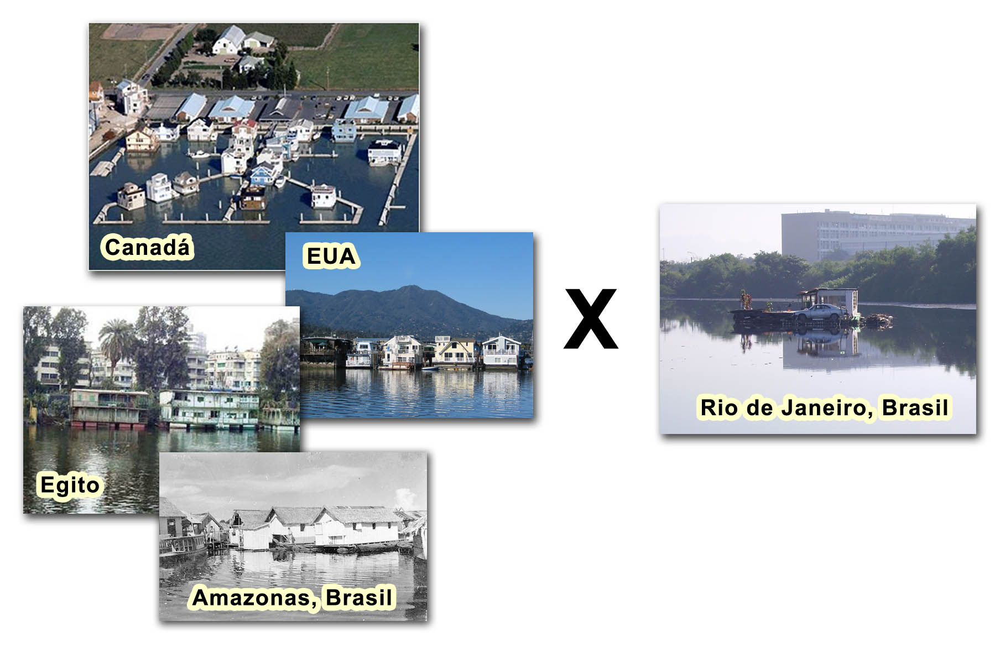 Canadá
EUA
X
Egito
Rio de Janeiro, Brasil
Amazonas, Brasil